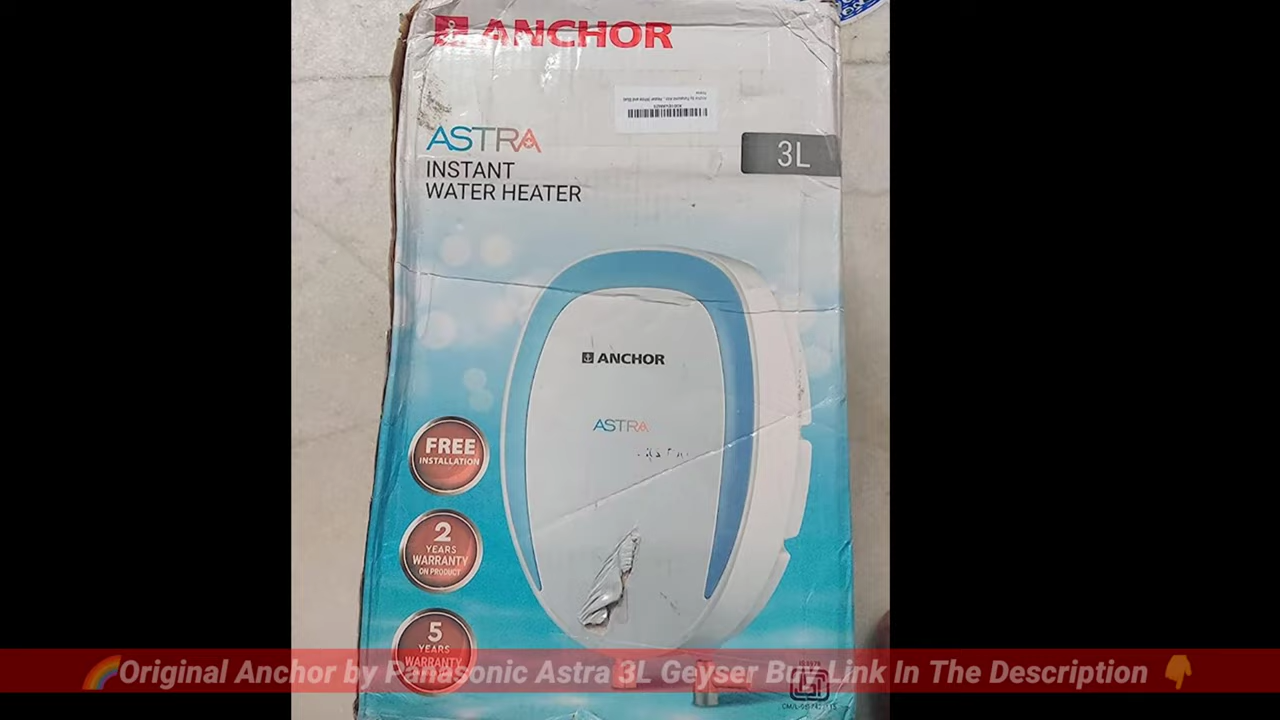 ANCHOR
ASTRA
INSTANT
WATER HEATER
3L
ANCHOR
ASTRA
FREE
INSTALLATION
2
YEARS
WARRANTY
ON PRODUCT
5
YEARS
WARRANTY
🌈Original Anchor by Panasonic Astra 3L Geyser Buy Link In The Description 👇